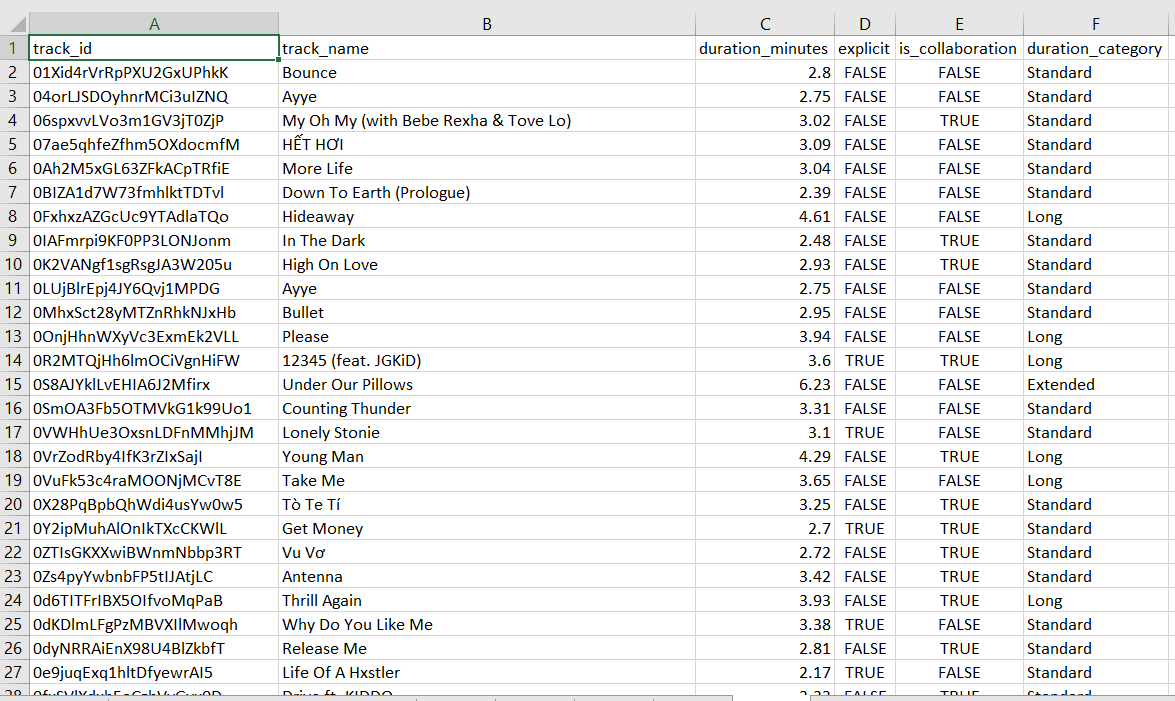 A B C D E F
1 track_id track_name duration_minutes explicit is_collaboration duration_category
2 01Xid4rVrRpPXU2GxUPhkK Bounce 2.8 FALSE FALSE Standard
3 04orLJSDOyhnrMCi3uIZNQ Ayye 2.75 FALSE FALSE Standard
4 06spxvvLVo3m1GV3jT0ZjP My Oh My (with Bebe Rexha & Tove Lo) 3.02 FALSE TRUE Standard
5 07ae5qhfeZfhm5OXdocmfM HẾT HƠI 3.09 FALSE FALSE Standard
6 0Ah2M5xGL63ZFkACpTRfiE More Life 3.04 FALSE FALSE Standard
7 0BIZA1d7W73fmhlktTDTvl Down To Earth (Prologue) 2.39 FALSE FALSE Standard
8 0FxhxzAZGcUc9YTAdlaTQo Hideaway 4.61 FALSE FALSE Long
9 0IAFmrpi9KF0PP3LONJonm In The Dark 2.48 FALSE TRUE Standard
10 0K2VANgf1sgRsgJA3W205u High On Love 2.93 FALSE TRUE Standard
11 0LUjBlrEpj4JY6Qvj1MPDG Ayye 2.75 FALSE FALSE Standard
12 0MhxSct28yMTZnRhkNJxHb Bullet 2.95 FALSE FALSE Standard
13 0OnjHhnWXyVc3ExmEk2VLL Please 3.94 FALSE FALSE Long
14 0R2MTQjHh6lmOCiVgnHiFW 12345 (feat. JGKiD) 3.6 TRUE TRUE Long
15 0S8AJYklLvEHIA6J2Mfirx Under Our Pillows 6.23 FALSE FALSE Extended
16 0SmOA3Fb5OTMVkG1k99Uo1 Counting Thunder 3.31 FALSE FALSE Standard
17 0VWHhUe3OxsnLDFnMMhjJM Lonely Stonie 3.1 TRUE FALSE Standard
18 0VrZodRby4IfK3rZIxSajI Young Man 4.29 FALSE TRUE Long
19 0VuFk53c4raMOONjMCvT8E Take Me 3.65 FALSE FALSE Long
20 0X28PqBpbQhWdi4usYw0w5 Tò Te Tí 3.25 FALSE TRUE Standard
21 0Y2ipMuhAlOnIkTXcCKWlL Get Money 2.7 TRUE TRUE Standard
22 0ZTIsGKXXwiBWnmNbbp3RT Vu Vơ 2.72 FALSE TRUE Standard
23 0Zs4pyYwbnbFP5tIJAtjLC Antenna 3.42 FALSE TRUE Standard
24 0d6TITFrIBX5OIfvoMqPaB Thrill Again 3.93 FALSE TRUE Long
25 0dKDlmLFgPzMBVXIlMwoqh Why Do You Like Me 3.38 TRUE FALSE Standard
26 0dyNRRAiEnX98U4BlZkbfT Release Me 2.81 FALSE TRUE Standard
27 0e9juqExq1hltDfyewrAI5 Life Of A Hxstler 2.17 TRUE FALSE Standard
28 Drive ft. KIDDO FALSE TRUE Standard